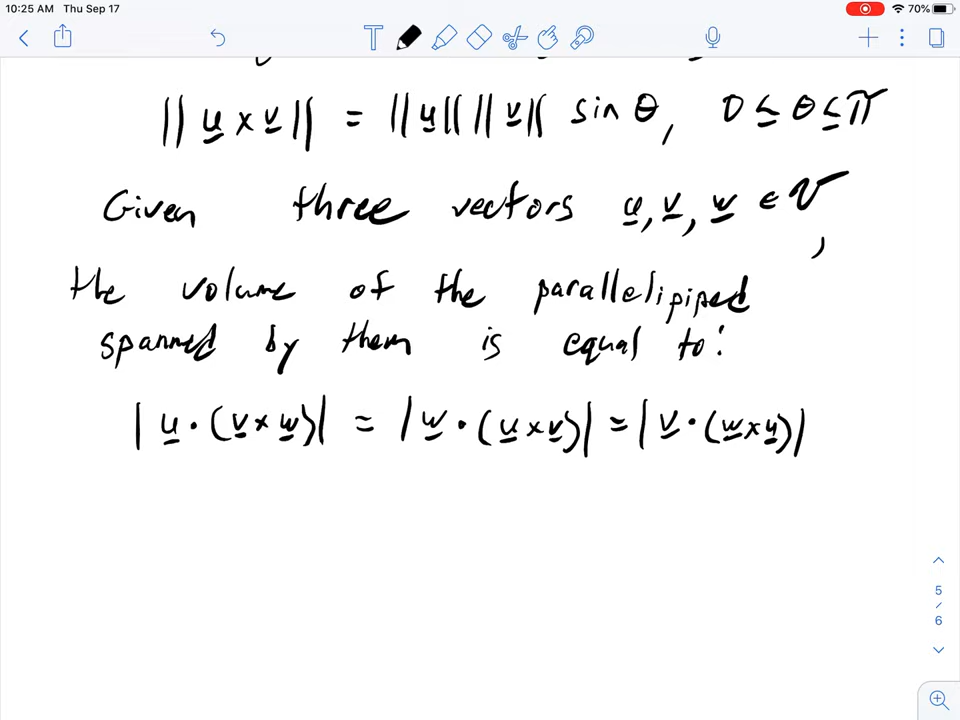 10:25 AM Thu Sep 17 70%
T
||u̲ × v̲|| = ||u̲|| ||v̲|| sin θ, 0 ≤ θ ≤ π
Given three vectors u̲, v̲, w̲ ∈ 𝒱,
the volume of the parallelipiped
spanned by them is equal to:
|u̲ · (v̲ × w̲)| = |w̲ · (u̲ × v̲)| = |v̲ · (w̲ × u̲)|
5
/
6